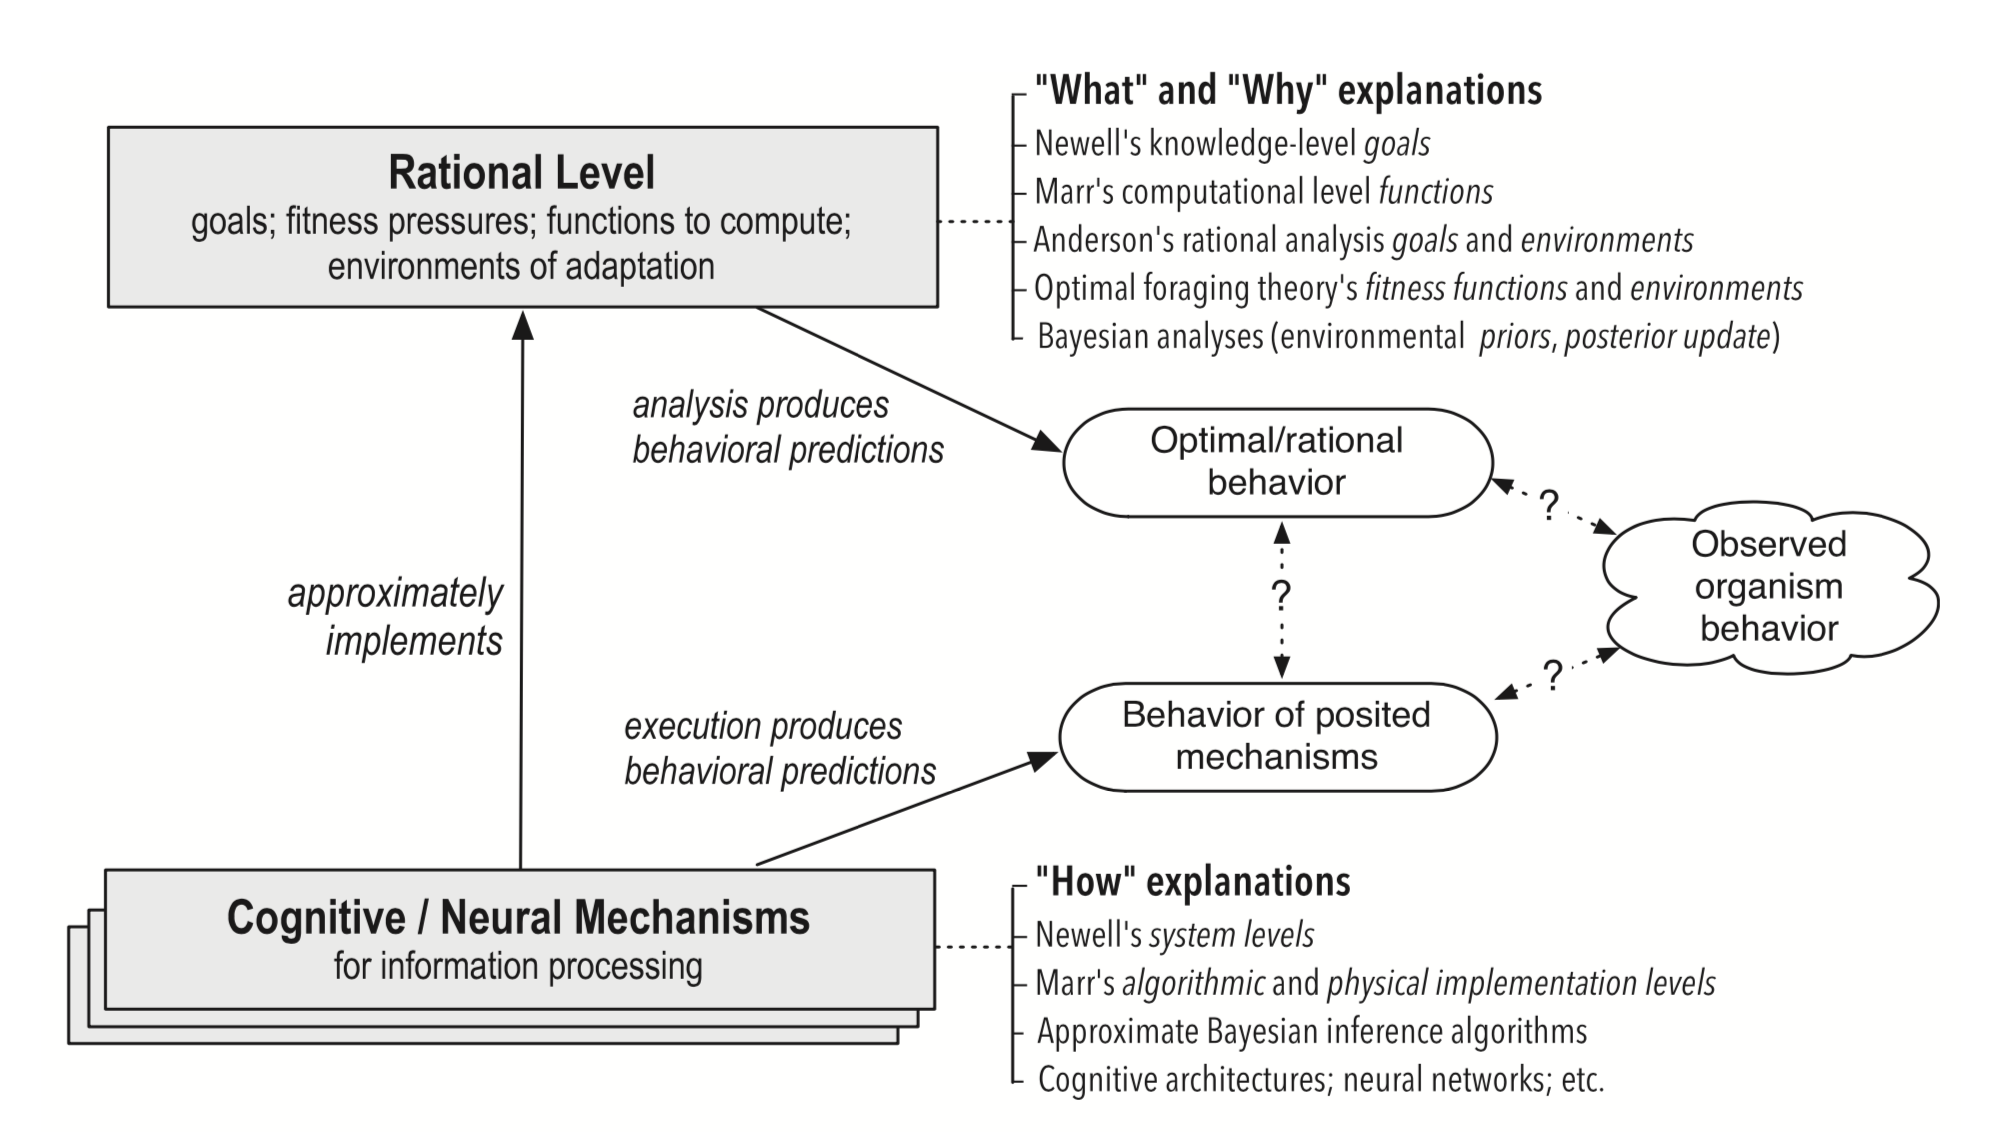 "What" and "Why" explanations
Newell's knowledge-level goals
Marr's computational level functions
Anderson's rational analysis goals and environments
Optimal foraging theory's fitness functions and environments
Bayesian analyses (environmental priors, posterior update)
Rational Level
goals; fitness pressures; functions to compute;
environments of adaptation
analysis produces
behavioral predictions
Optimal/rational
behavior
?
?
?
Observed
organism
behavior
approximately
implements
execution produces
behavioral predictions
Behavior of posited
mechanisms
Cognitive / Neural Mechanisms
for information processing
"How" explanations
Newell's system levels
Marr's algorithmic and physical implementation levels
Approximate Bayesian inference algorithms
Cognitive architectures; neural networks; etc.